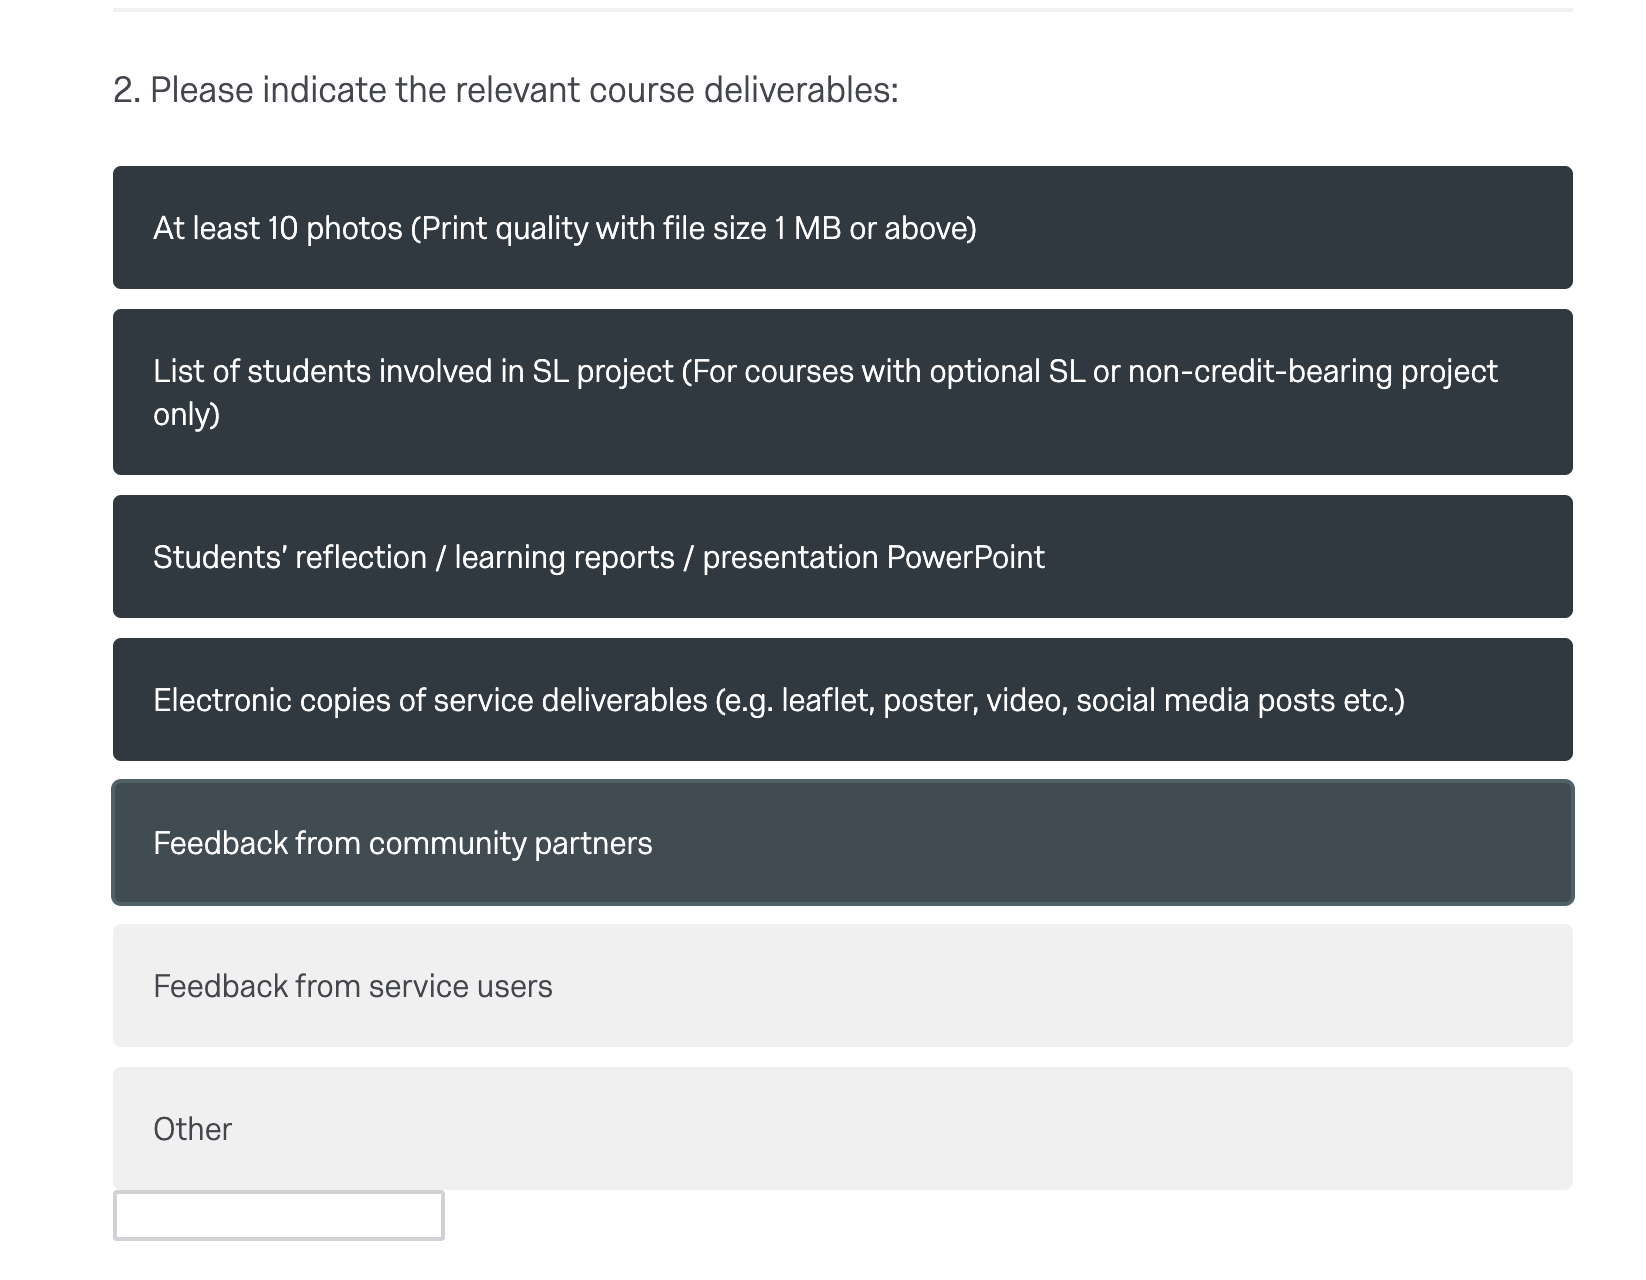 2. Please indicate the relevant course deliverables:
At least 10 photos (Print quality with file size 1 MB or above)
List of students involved in SL project (For courses with optional SL or non-credit-bearing project
only)
Students’ reflection / learning reports / presentation PowerPoint
Electronic copies of service deliverables (e.g. leaflet, poster, video, social media posts etc.)
Feedback from community partners
Feedback from service users
Other